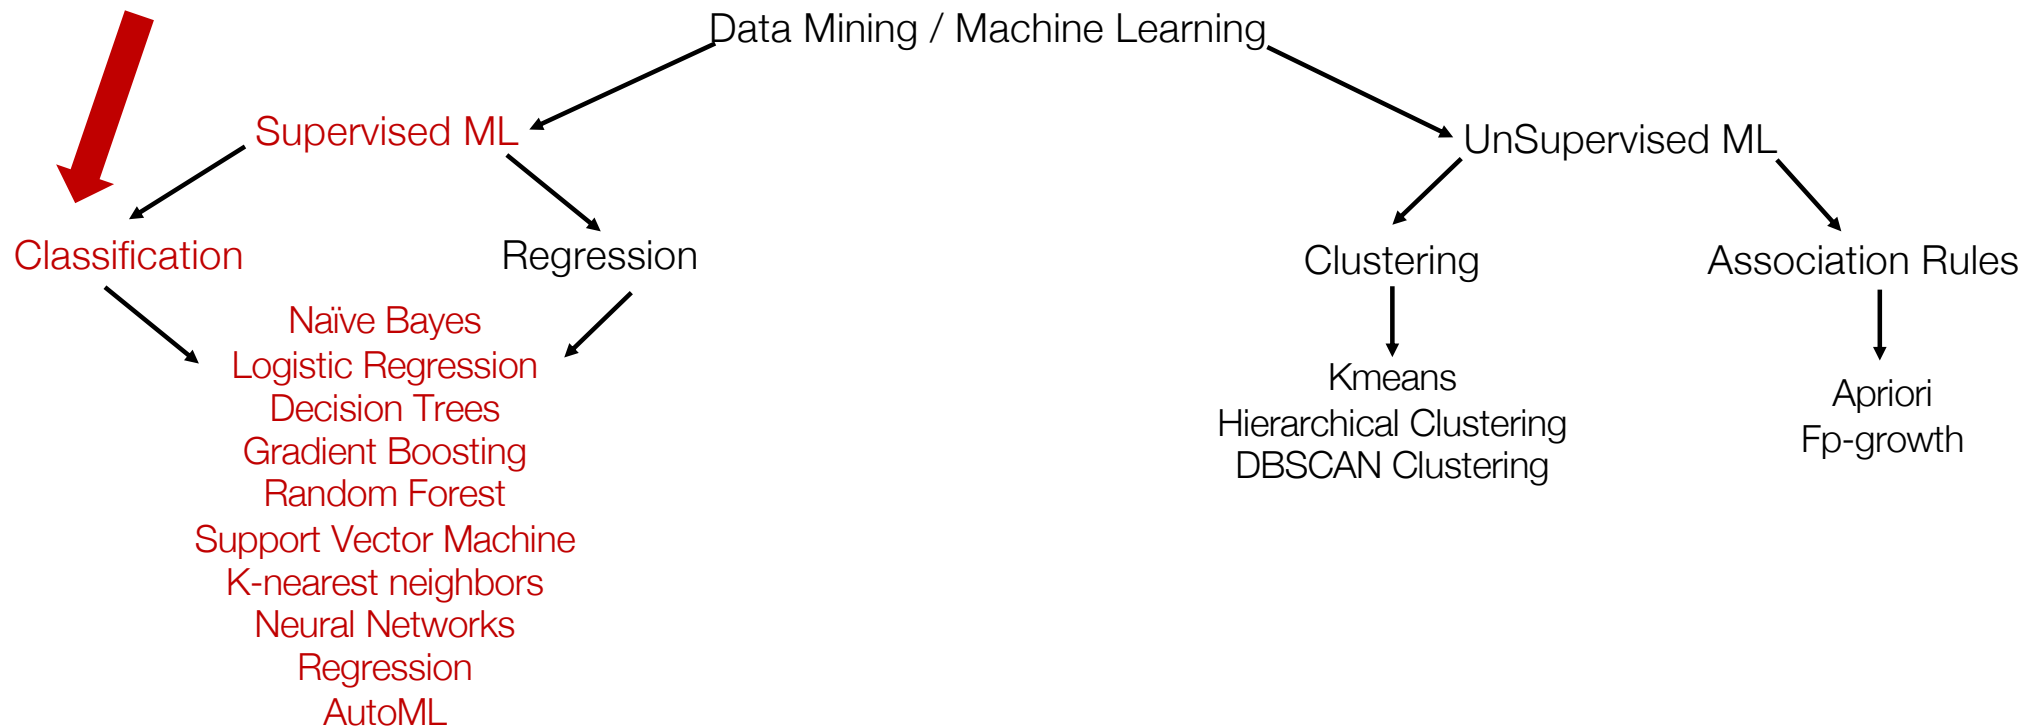 Data Mining / Machine Learning
Supervised ML
UnSupervised ML
Classification
Regression
Clustering
Association Rules
Naïve Bayes
Logistic Regression
Decision Trees
Gradient Boosting
Random Forest
Support Vector Machine
K-nearest neighbors
Neural Networks
Regression
AutoML
Kmeans
Hierarchical Clustering
DBSCAN Clustering
Apriori
Fp-growth